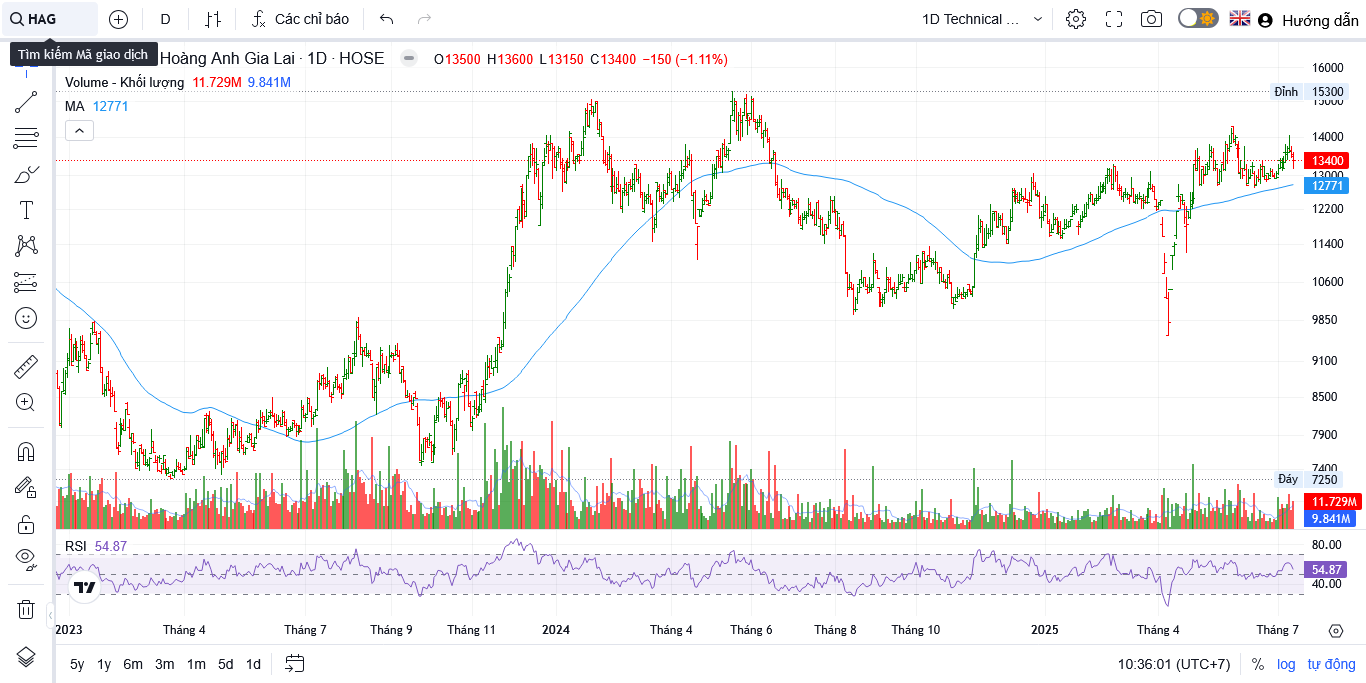 HAG D Các chỉ báo 1D Technical ... Hướng dẫn
Tìm kiếm Mã giao dịch
Hoàng Anh Gia Lai · 1D · HOSE O13500 H13600 L13150 C13400 −150 (−1.11%)
Volume - Khối lượng 11.729M 9.841M
MA 12771
16000
Đỉnh 15300
15000
14000
13400
13000
12771
12200
11400
10600
9850
9100
8500
7900
7400
Đáy 7250
11.729M
9.841M
RSI 54.87
80.00
54.87
40.00
2023 Tháng 4 Tháng 7 Tháng 9 Tháng 11 2024 Tháng 4 Tháng 6 Tháng 8 Tháng 10 2025 Tháng 4 Tháng 7
5y 1y 6m 3m 1m 5d 1d 10:36:01 (UTC+7) % log tự động